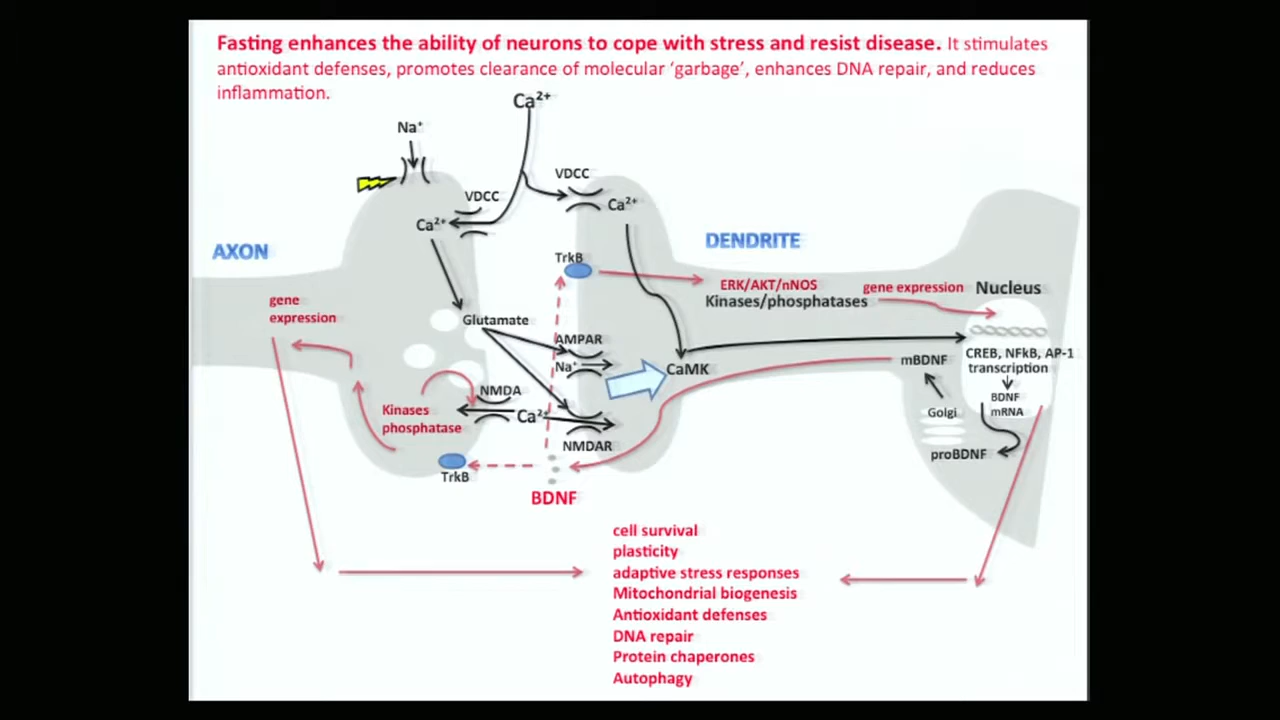 Fasting enhances the ability of neurons to cope with stress and resist disease. It stimulates
antioxidant defenses, promotes clearance of molecular ‘garbage’, enhances DNA repair, and reduces
inflammation.
Ca²⁺
Na⁺
VDCC
VDCC
Ca²⁺
Ca²⁺
AXON
DENDRITE
TrkB
ERK/AKT/nNOS
Kinases/phosphatases
gene expression
Nucleus
gene
expression
Glutamate
AMPAR
Na⁺
CaMK
mBDNF
CREB, NFkB, AP-1
transcription
BDNF
mRNA
NMDA
Kinases
phosphatase
Ca²⁺
Golgi
NMDAR
proBDNF
TrkB
BDNF
cell survival
plasticity
adaptive stress responses
Mitochondrial biogenesis
Antioxidant defenses
DNA repair
Protein chaperones
Autophagy